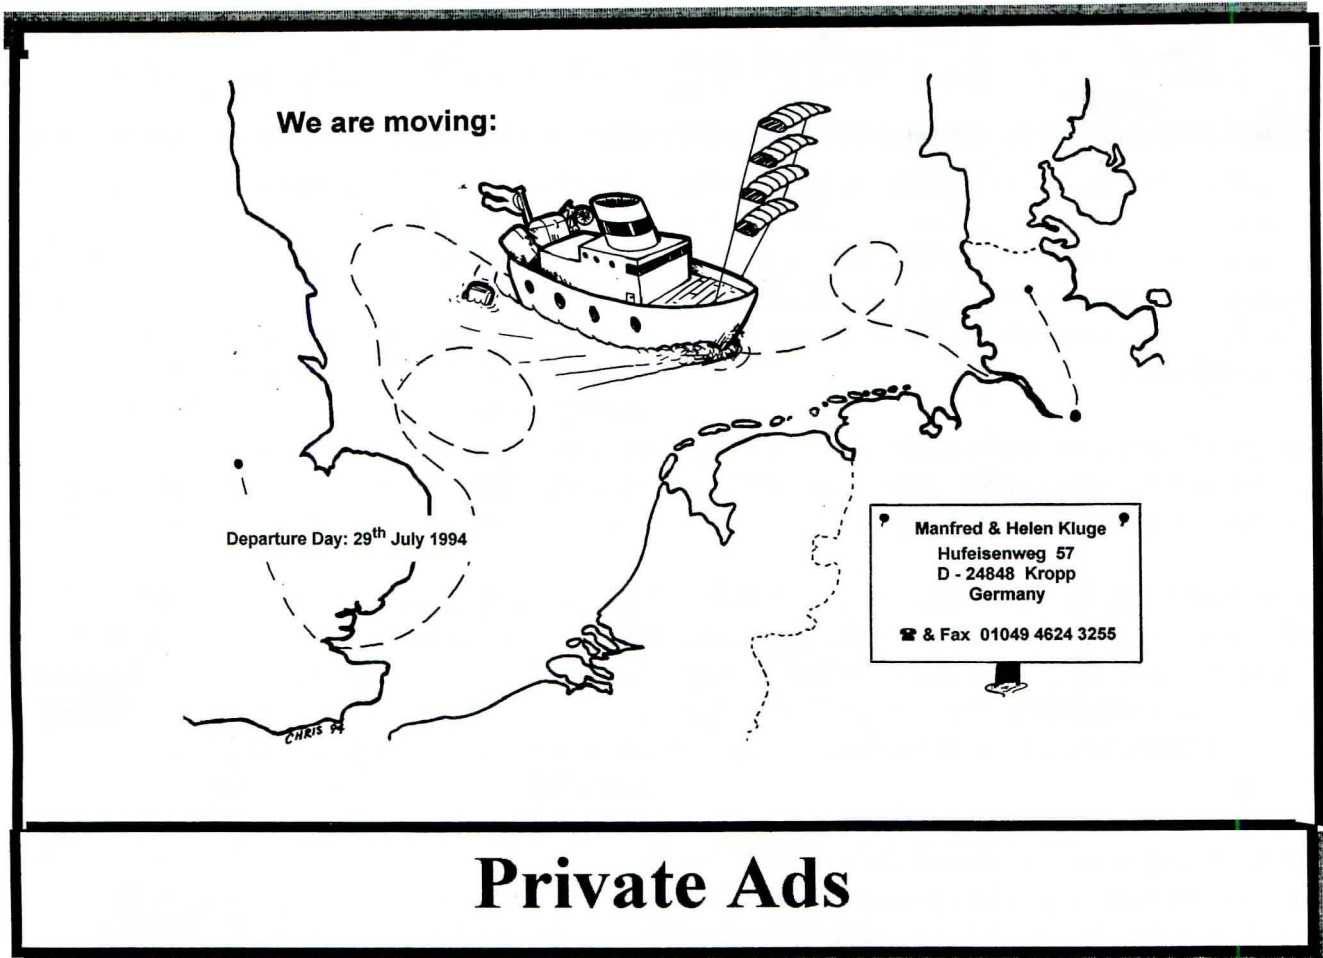 We are moving:
Departure Day: 29th July 1994
Manfred & Helen Kluge
Hufeisenweg 57
D - 24848 Kropp
Germany
☎ & Fax 01049 4624 3255
CHRIS 94
Private Ads